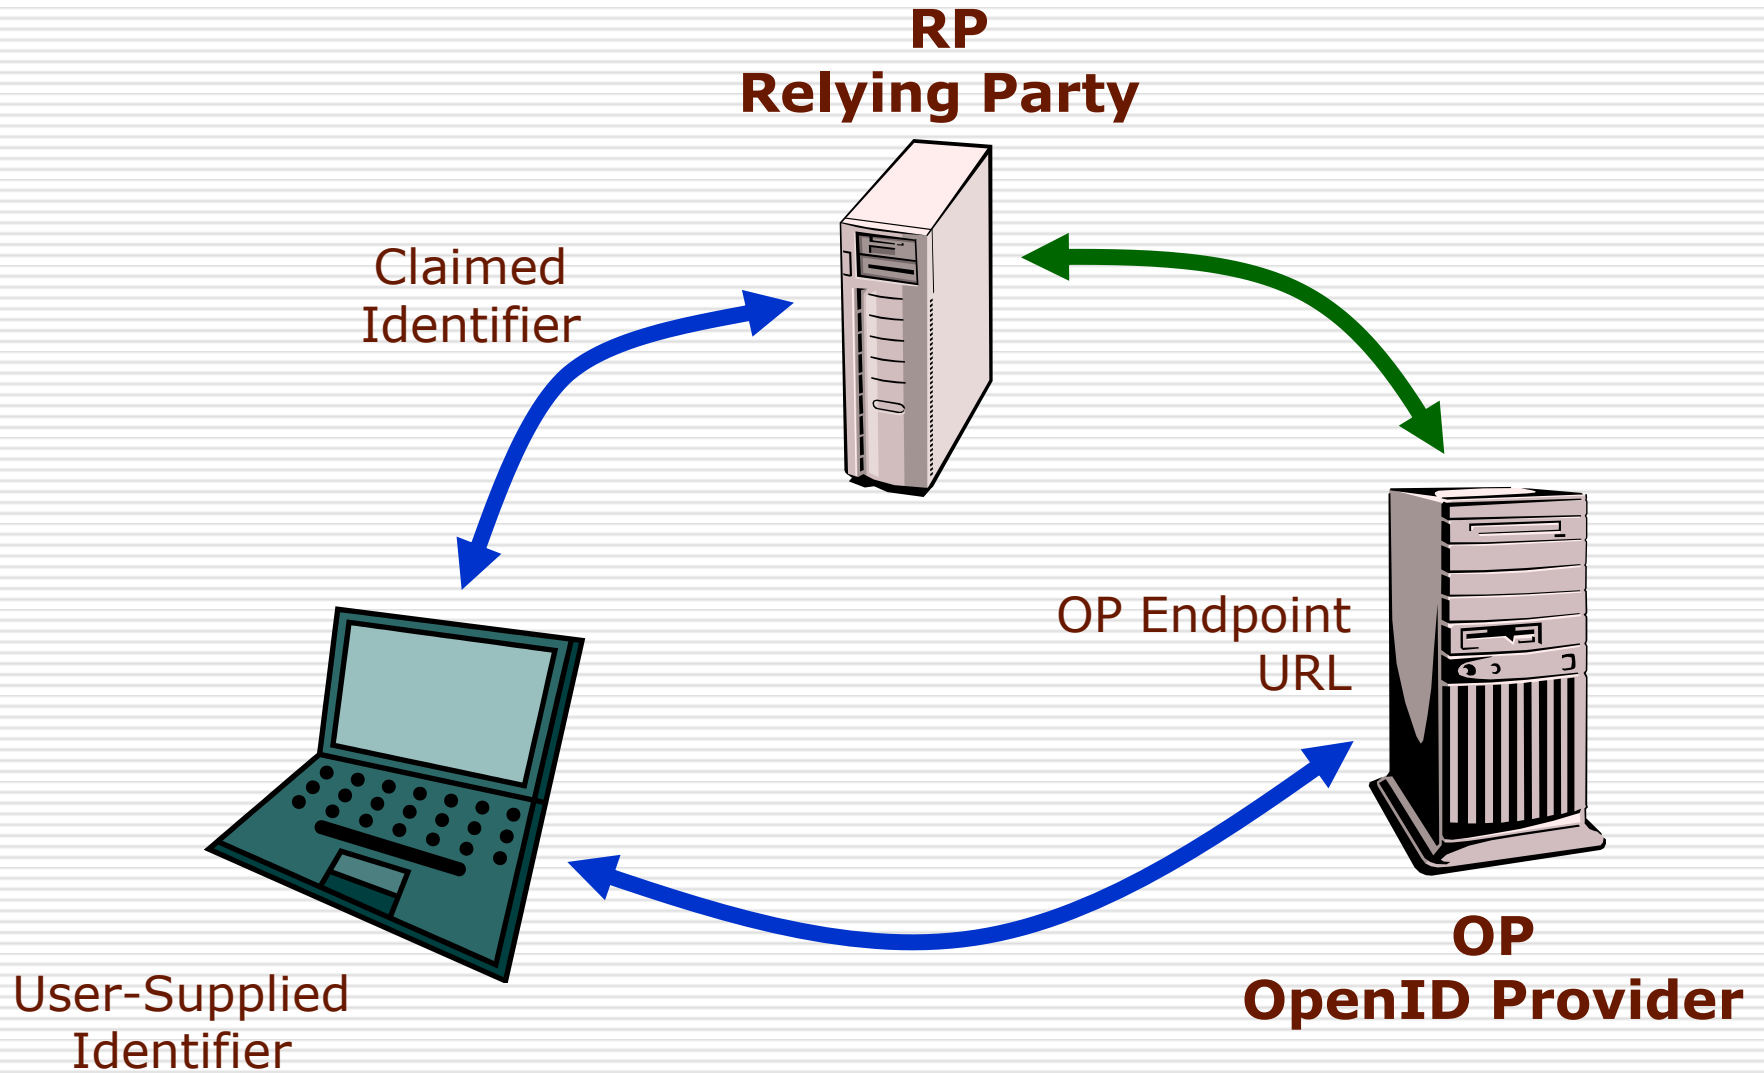 RP
Relying Party
Claimed
Identifier
OP Endpoint
URL
OP
OpenID Provider
User-Supplied
Identifier